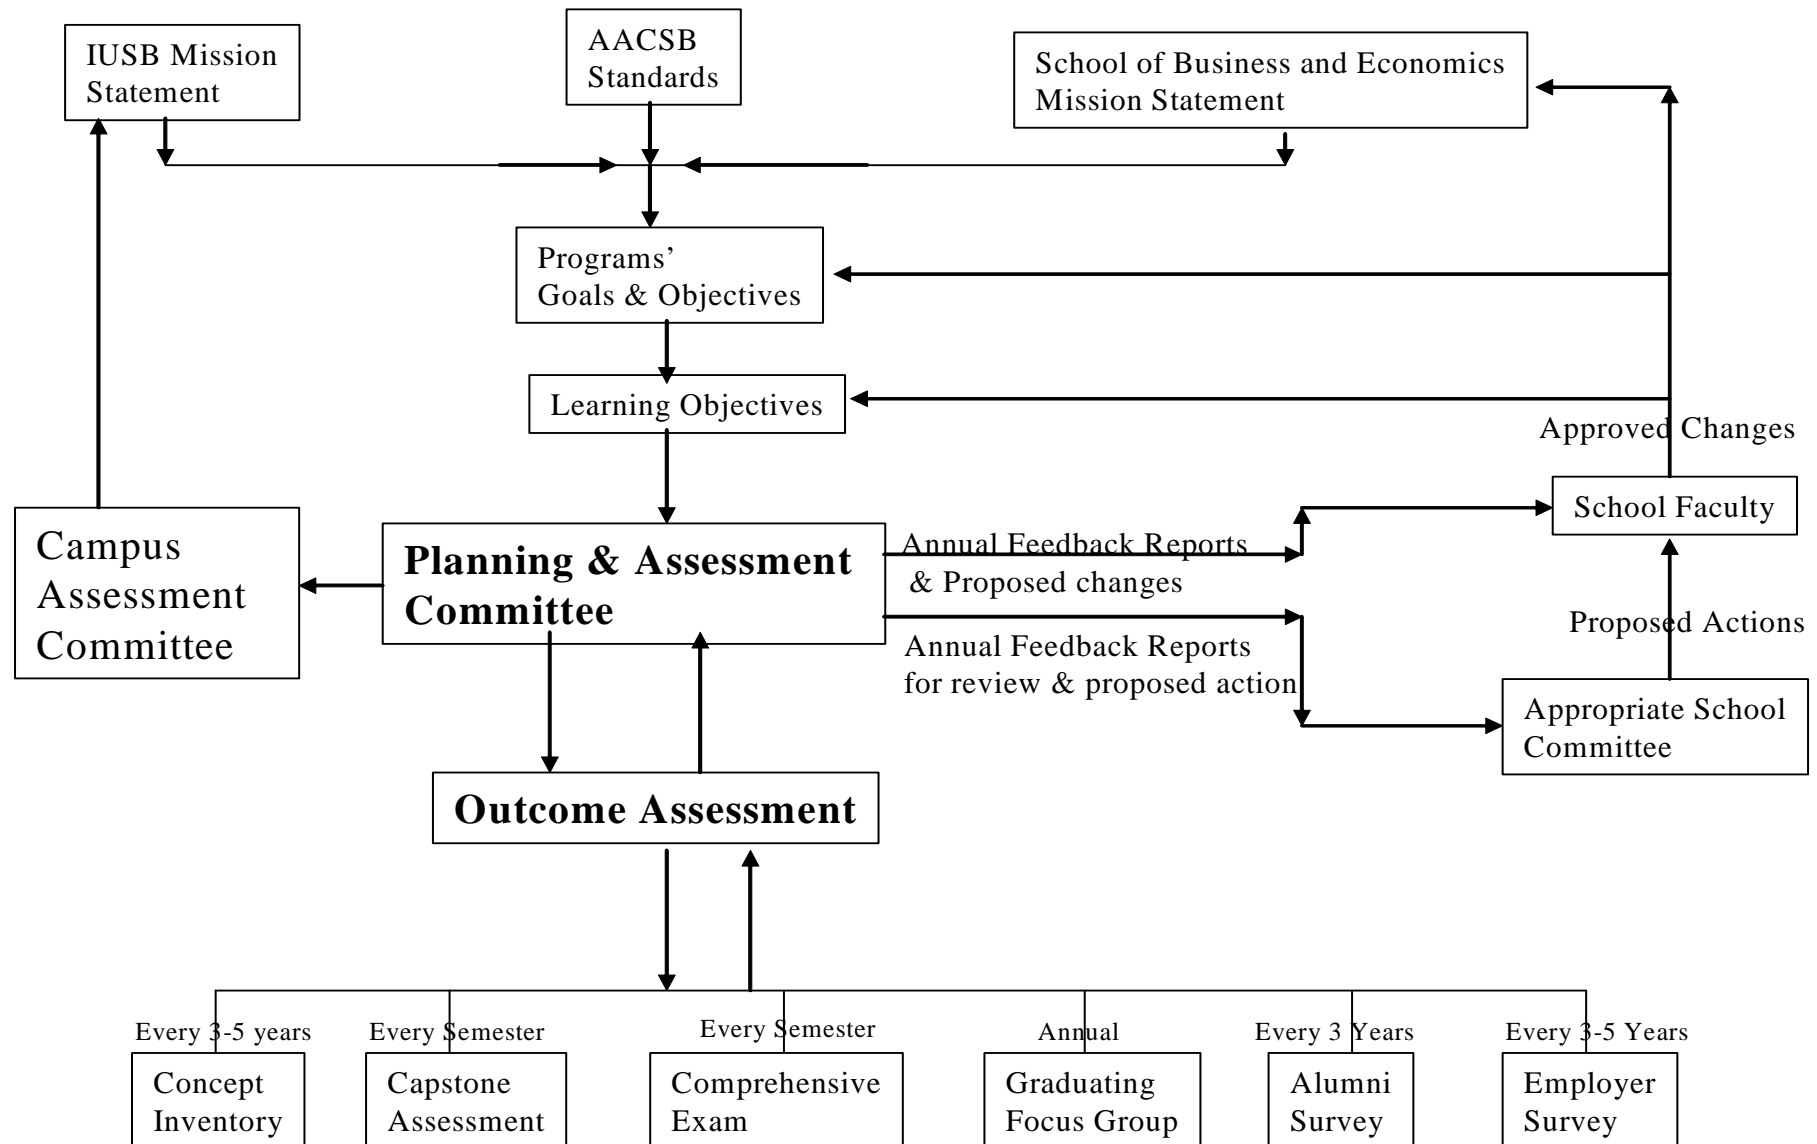 IUSB Mission
Statement
AACSB
Standards
School of Business and Economics
Mission Statement
Programs’
Goals & Objectives
Learning Objectives
Approved Changes
School Faculty
Campus
Assessment
Committee
Planning & Assessment
Committee
Annual Feedback Reports
& Proposed changes
Annual Feedback Reports
for review & proposed action
Proposed Actions
Appropriate School
Committee
Outcome Assessment
Every 3-5 years
Concept
Inventory
Every Semester
Capstone
Assessment
Every Semester
Comprehensive
Exam
Annual
Graduating
Focus Group
Every 3 Years
Alumni
Survey
Every 3-5 Years
Employer
Survey